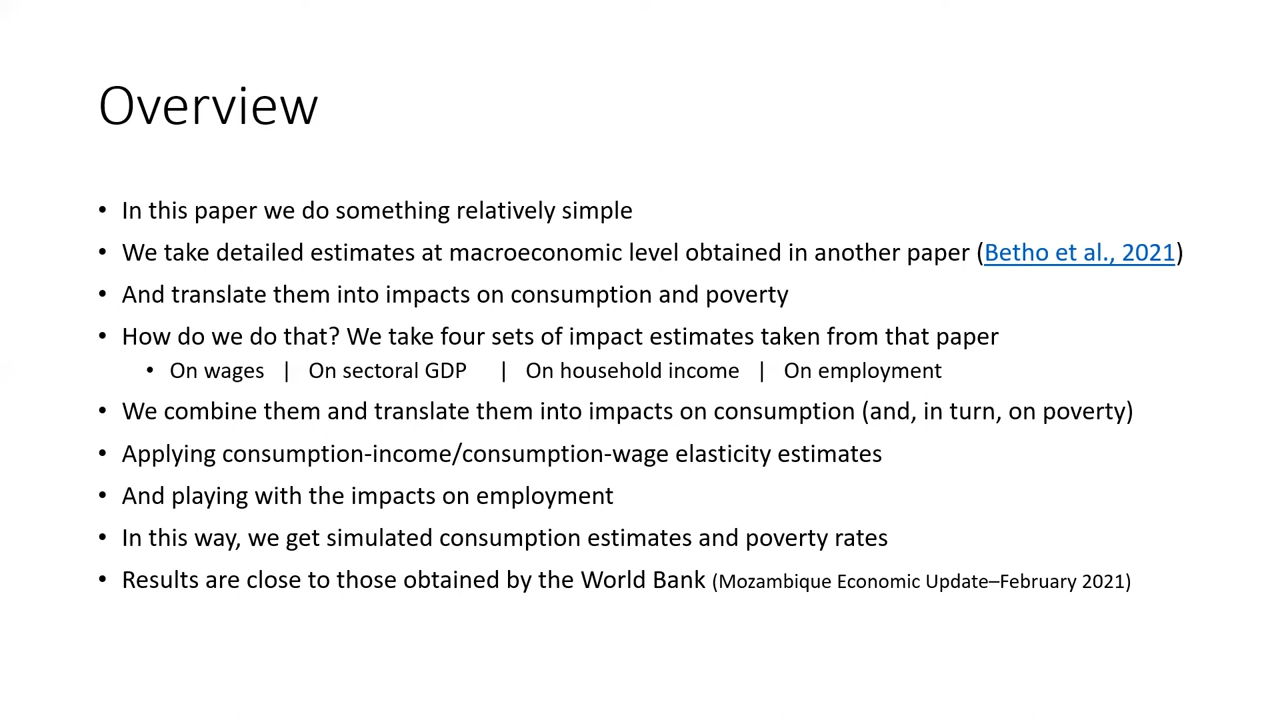 Overview
• In this paper we do something relatively simple
• We take detailed estimates at macroeconomic level obtained in another paper (Betho et al., 2021)
• And translate them into impacts on consumption and poverty
• How do we do that? We take four sets of impact estimates taken from that paper
• On wages | On sectoral GDP | On household income | On employment
• We combine them and translate them into impacts on consumption (and, in turn, on poverty)
• Applying consumption-income/consumption-wage elasticity estimates
• And playing with the impacts on employment
• In this way, we get simulated consumption estimates and poverty rates
• Results are close to those obtained by the World Bank (Mozambique Economic Update–February 2021)